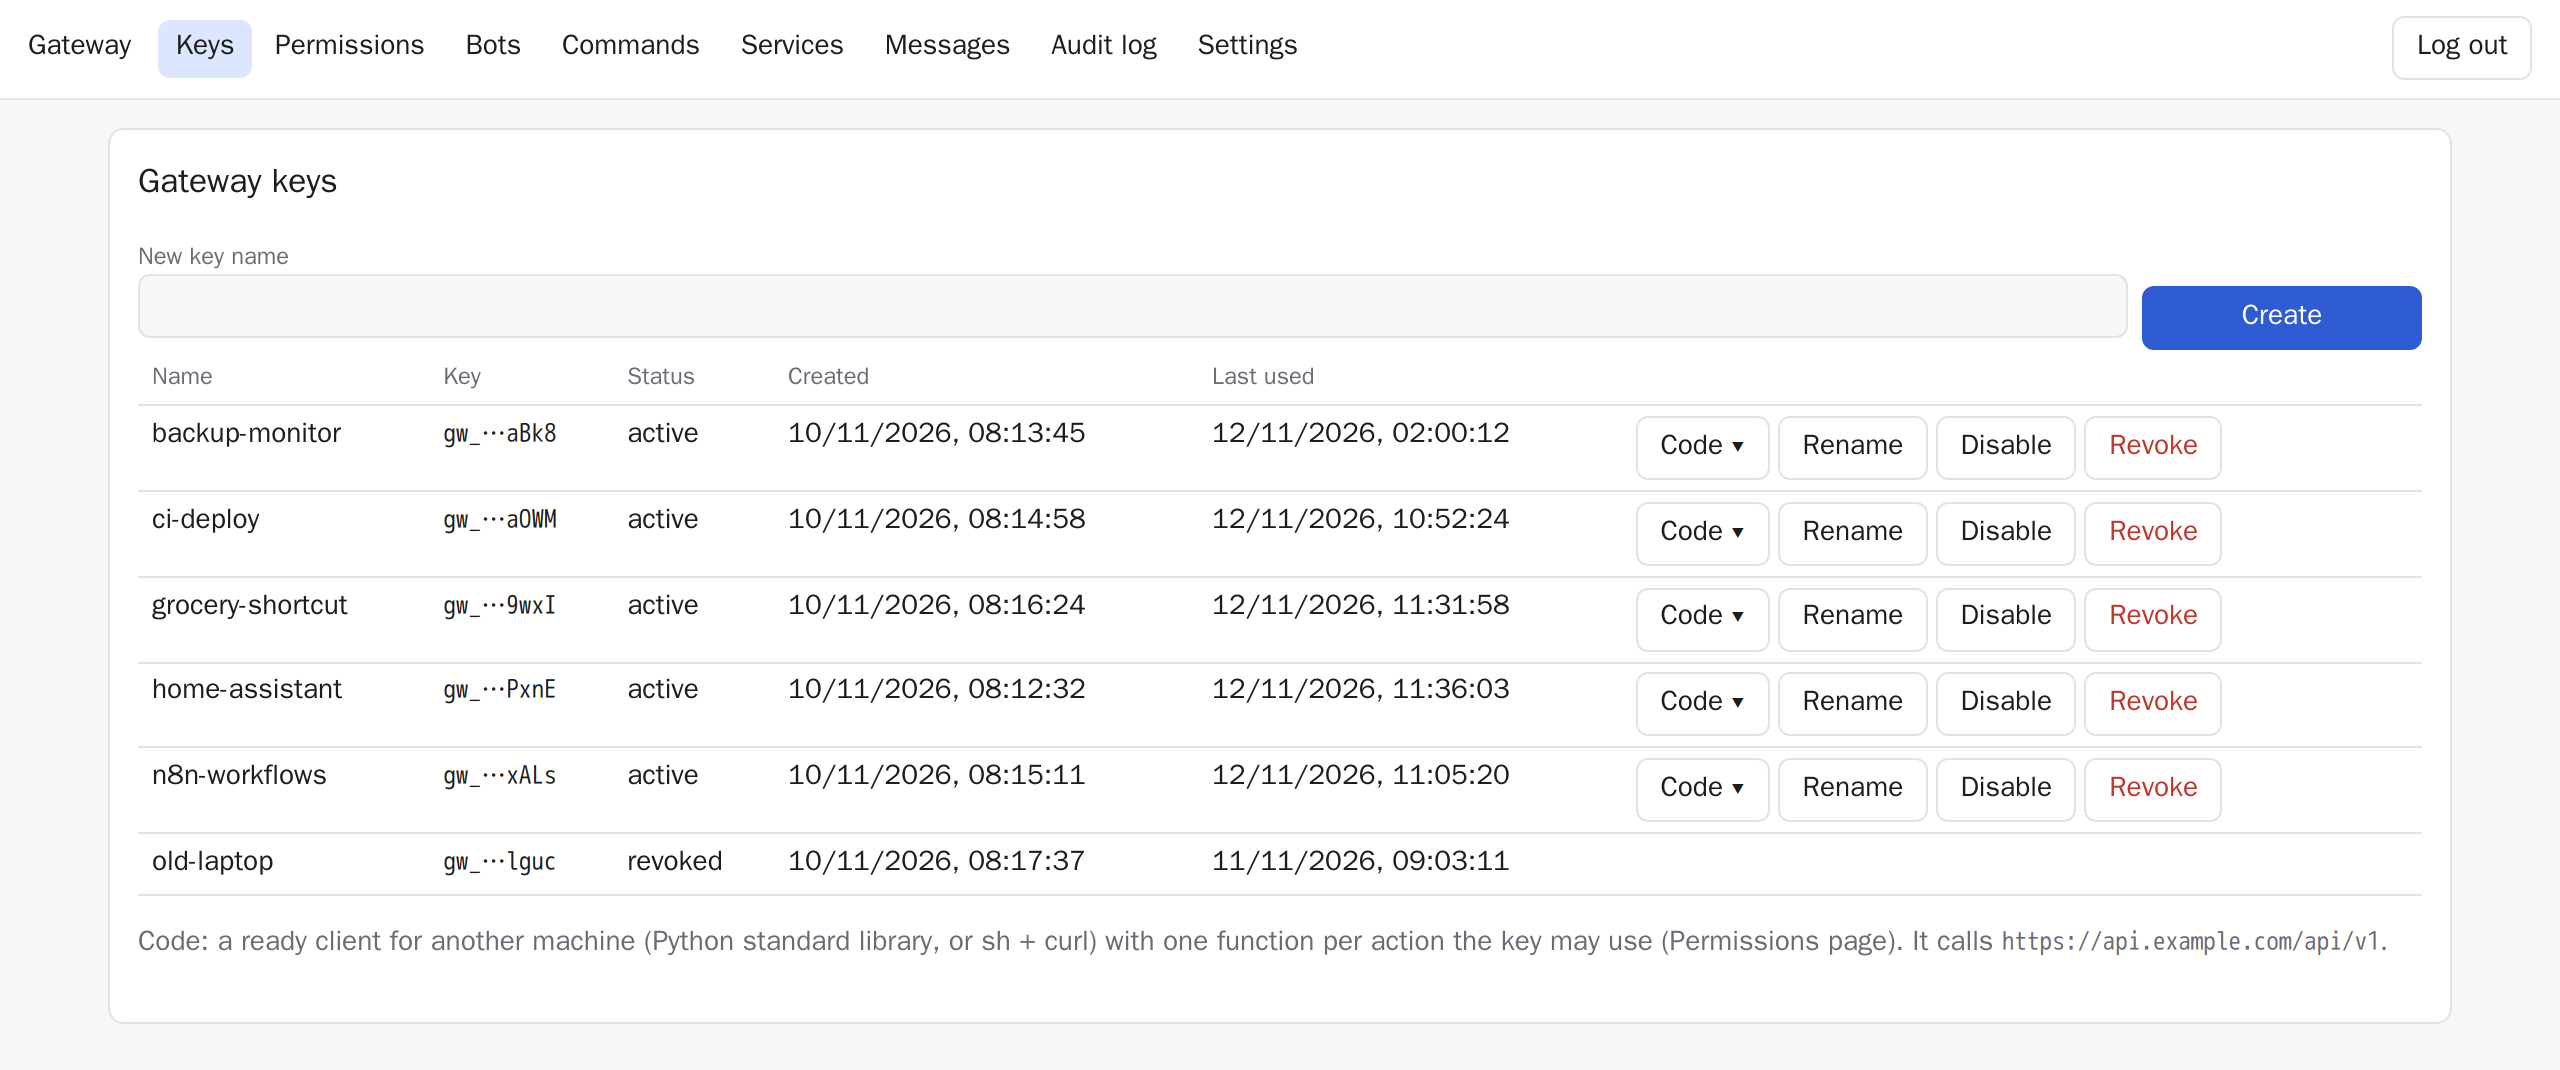 Gateway Keys Permissions Bots Commands Services Messages Audit log Settings Log out
Gateway keys
New key name
Create
Name Key Status Created Last used
backup-monitor gw_…aBk8 active 10/11/2026, 08:13:45 12/11/2026, 02:00:12 Code ▾ Rename Disable Revoke
ci-deploy gw_…aOWM active 10/11/2026, 08:14:58 12/11/2026, 10:52:24 Code ▾ Rename Disable Revoke
grocery-shortcut gw_…9wxI active 10/11/2026, 08:16:24 12/11/2026, 11:31:58 Code ▾ Rename Disable Revoke
home-assistant gw_…PxnE active 10/11/2026, 08:12:32 12/11/2026, 11:36:03 Code ▾ Rename Disable Revoke
n8n-workflows gw_…xALs active 10/11/2026, 08:15:11 12/11/2026, 11:05:20 Code ▾ Rename Disable Revoke
old-laptop gw_…lguc revoked 10/11/2026, 08:17:37 11/11/2026, 09:03:11
Code: a ready client for another machine (Python standard library, or sh + curl) with one function per action the key may use (Permissions page). It calls https://api.example.com/api/v1.